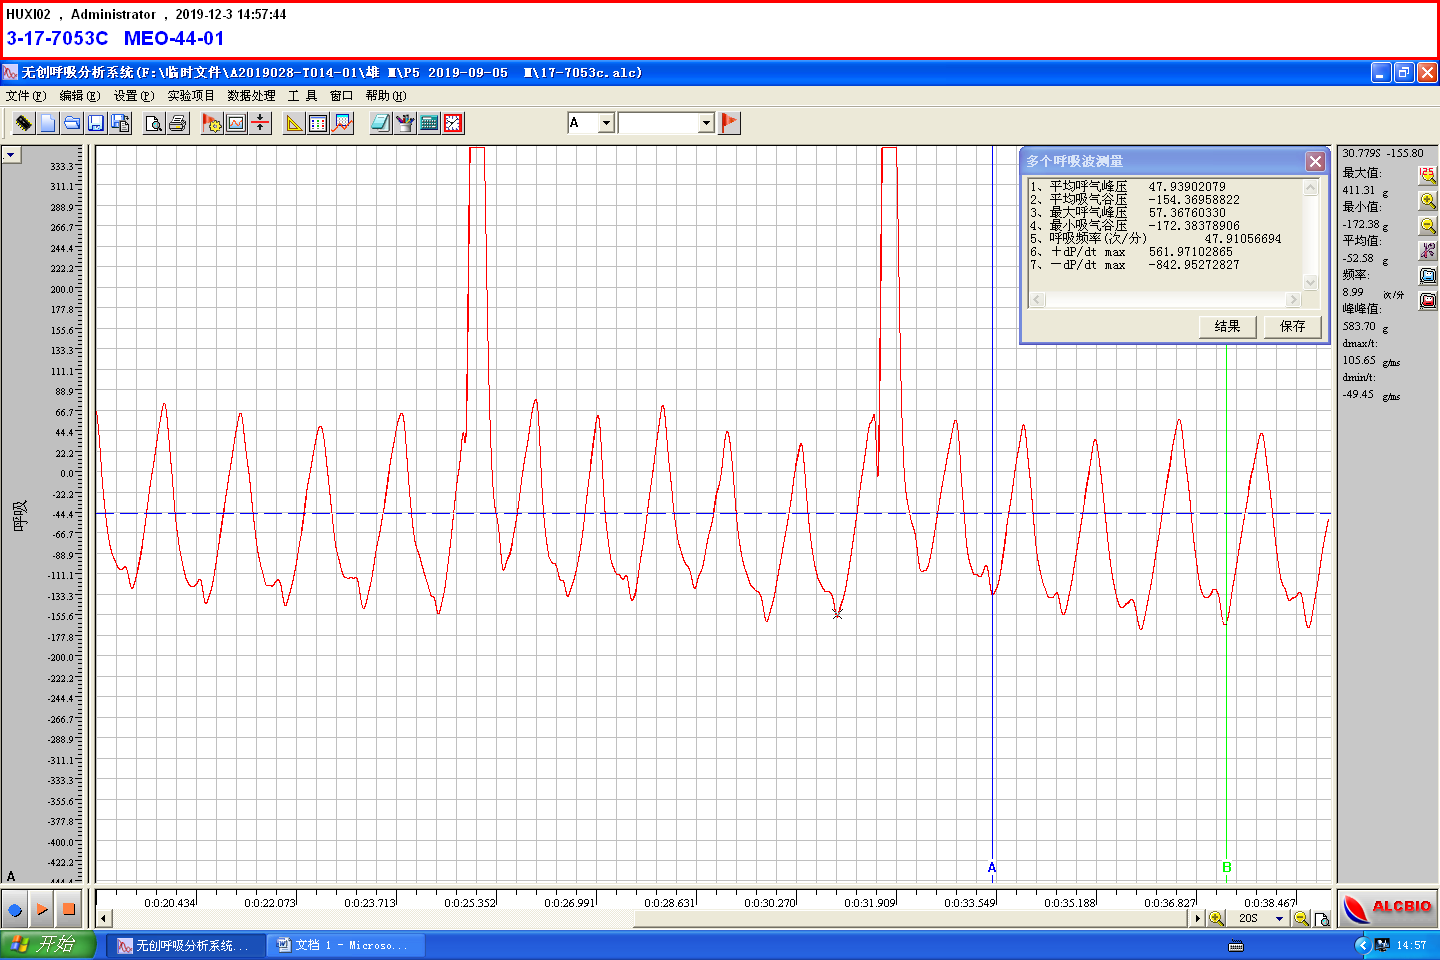 HUXI02 , Administrator , 2019-12-3 14:57:44
3-17-7053C MEO-44-01
无创呼吸分析系统(F:\临时文件\A2019028-T014-01\雄 M\P5 2019-09-05 M\17-7053c.alc)
文件(F) 编辑(E) 设置(P) 实验项目 数据处理 工 具 窗口 帮助(H)
A
333.3
311.1
288.9
266.7
244.4
222.2
200.0
177.8
155.6
133.3
111.1
88.9
66.7
44.4
22.2
0.0
-22.2
-44.4
-66.7
-88.9
-111.1
-133.3
-155.6
-177.8
-200.0
-222.2
-244.4
-266.7
-288.9
-311.1
-333.3
-355.6
-377.8
-400.0
-422.2
-444.4
呼吸
A
多个呼吸波测量
1、平均呼气峰压 47.93902079
2、平均吸气谷压 -154.36958822
3、最大呼气峰压 57.36760330
4、最小吸气谷压 -172.38378906
5、呼吸频率(次/分) 47.91056694
6、＋dP/dt max 561.97102865
7、－dP/dt max -842.95272827
结果 保存
30.779S -155.80
最大值:
411.31 g
最小值:
-172.38 g
平均值:
-52.58 g
频率:
8.99 次/分
峰峰值:
583.70 g
dmax/t:
105.65 g/ms
dmin/t:
-49.45 g/ms
125
A B
0:0:20.434 0:0:22.073 0:0:23.713 0:0:25.352 0:0:26.991 0:0:28.631 0:0:30.270 0:0:31.909 0:0:33.549 0:0:35.188 0:0:36.827 0:0:38.467
20S
ALCBIO
开始 无创呼吸分析系统... 文档 1 - Microso... 14:57